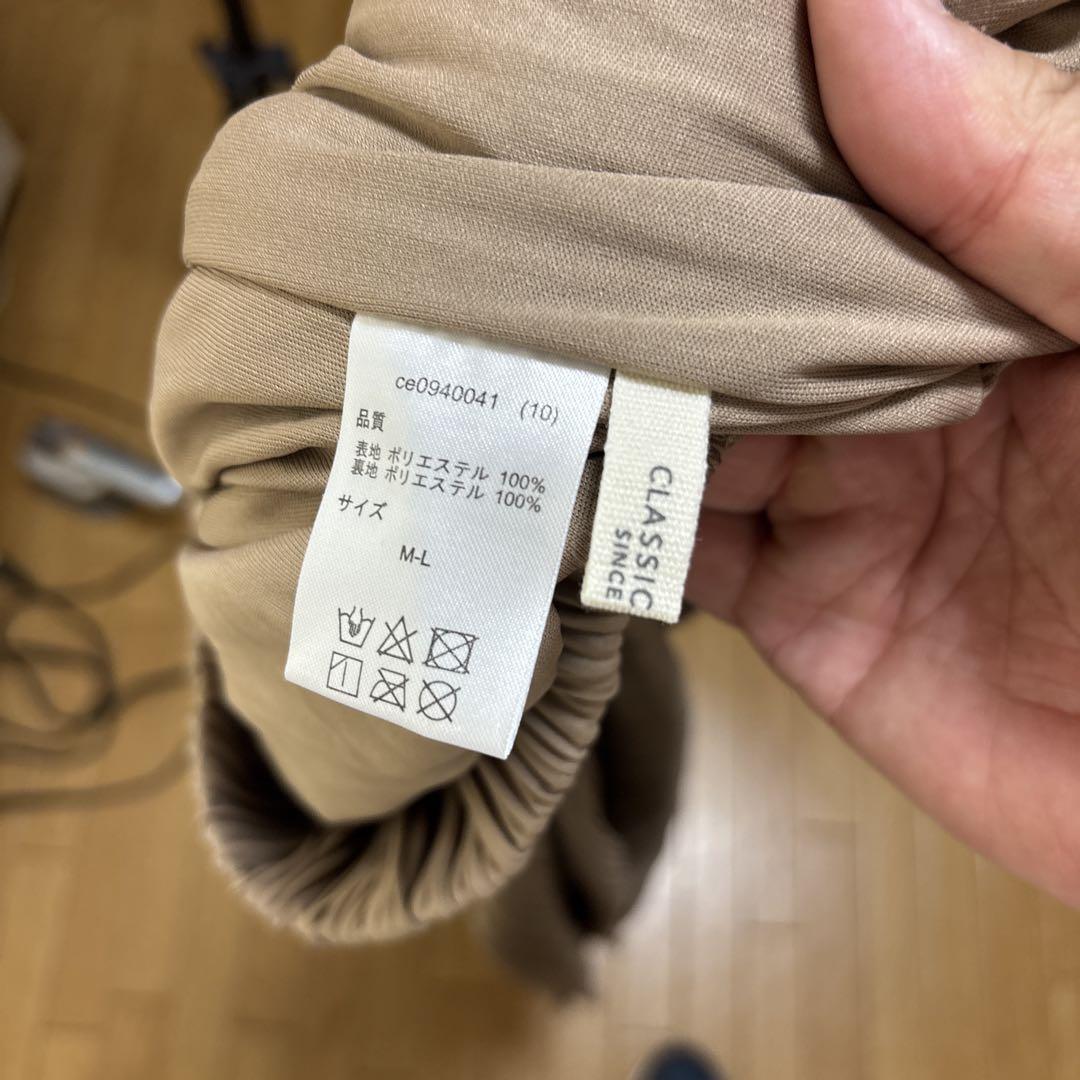 ce0940041 (10)
品質
表地 ポリエステル 100%
裏地 ポリエステル 100%
サイズ
M-L
CLASSIC
SINCE